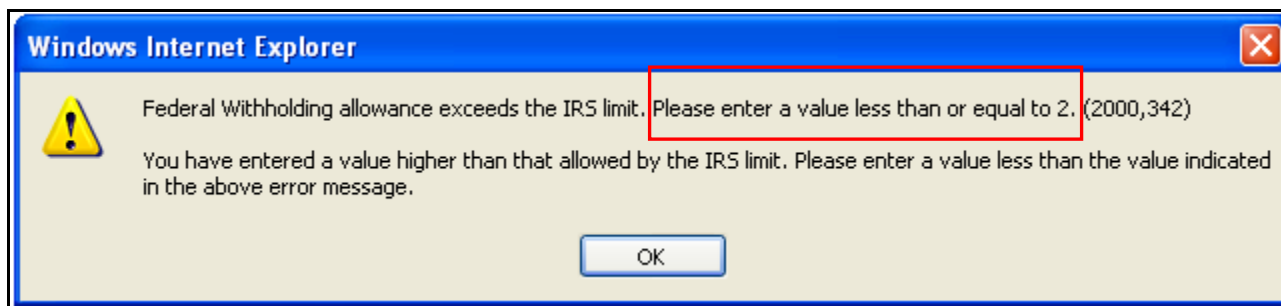 Windows Internet Explorer
Federal Withholding allowance exceeds the IRS limit. Please enter a value less than or equal to 2. (2000,342)
You have entered a value higher than that allowed by the IRS limit. Please enter a value less than the value indicated
in the above error message.
OK